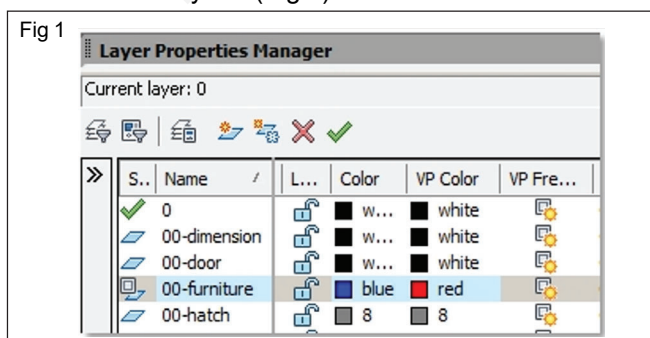 Fig 1
Layer Properties Manager
Current layer: 0
S.. Name L... Color VP Color VP Fre...
0 w... white
00-dimension w... white
00-door w... white
00-furniture blue red
00-hatch 8 8